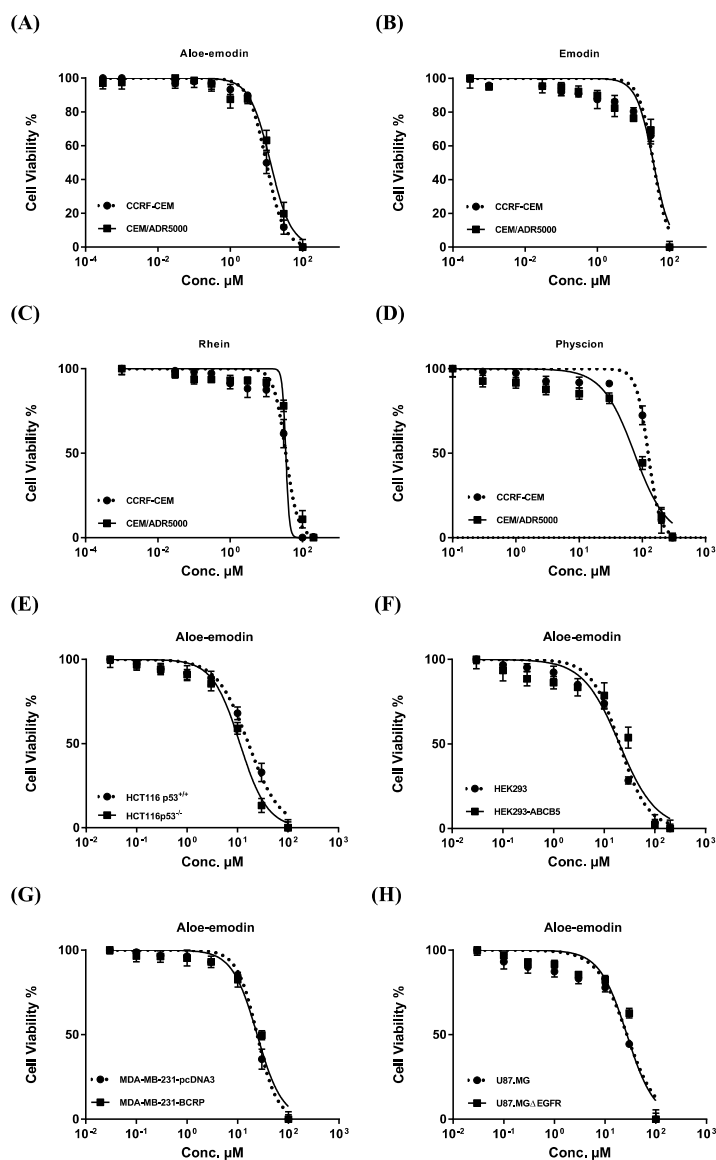 (A)
Aloe-emodin
Cell Viability %
100
80
60
40
20
0
CCRF-CEM
CEM/ADR5000
10-4
10-2
100
102
Conc. µM
(B)
Emodin
Cell Viability %
100
80
60
40
20
0
CCRF-CEM
CEM/ADR5000
10-4
10-2
100
102
Conc. µM
(C)
Rhein
Cell Viability %
100
50
0
CCRF-CEM
CEM/ADR5000
10-4
10-2
100
102
Conc. µM
(D)
Physcion
Cell Viability %
100
50
0
CCRF-CEM
CEM/ADR5000
10-1
100
101
102
103
Conc. µM
(E)
Aloe-emodin
Cell Viability %
100
50
0
HCT116 p53+/+
HCT116p53-/-
10-2
10-1
100
101
102
103
Conc. µM
(F)
Aloe-emodin
Cell Viability %
100
50
0
HEK293
HEK293-ABCB5
10-2
10-1
100
101
102
103
Conc. µM
(G)
Aloe-emodin
Cell Viability %
100
50
0
MDA-MB-231-pcDNA3
MDA-MB-231-BCRP
10-2
10-1
100
101
102
103
Conc. µM
(H)
Aloe-emodin
Cell Viability %
100
50
0
U87.MG
U87.MGΔEGFR
10-2
10-1
100
101
102
103
Conc. µM